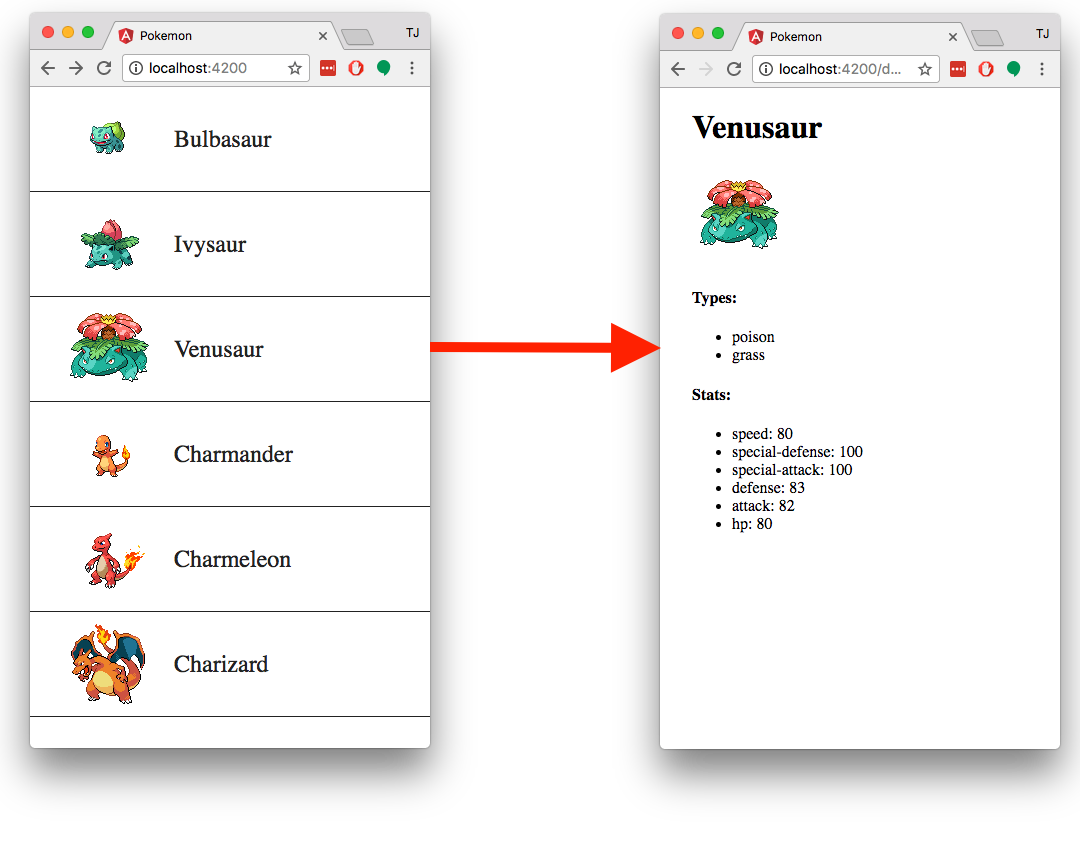 Pokemon
TJ
localhost:4200
Bulbasaur
Ivysaur
Venusaur
Charmander
Charmeleon
Charizard
Pokemon
TJ
localhost:4200/d...
Venusaur
Types:
poison
grass
Stats:
speed: 80
special-defense: 100
special-attack: 100
defense: 83
attack: 82
hp: 80